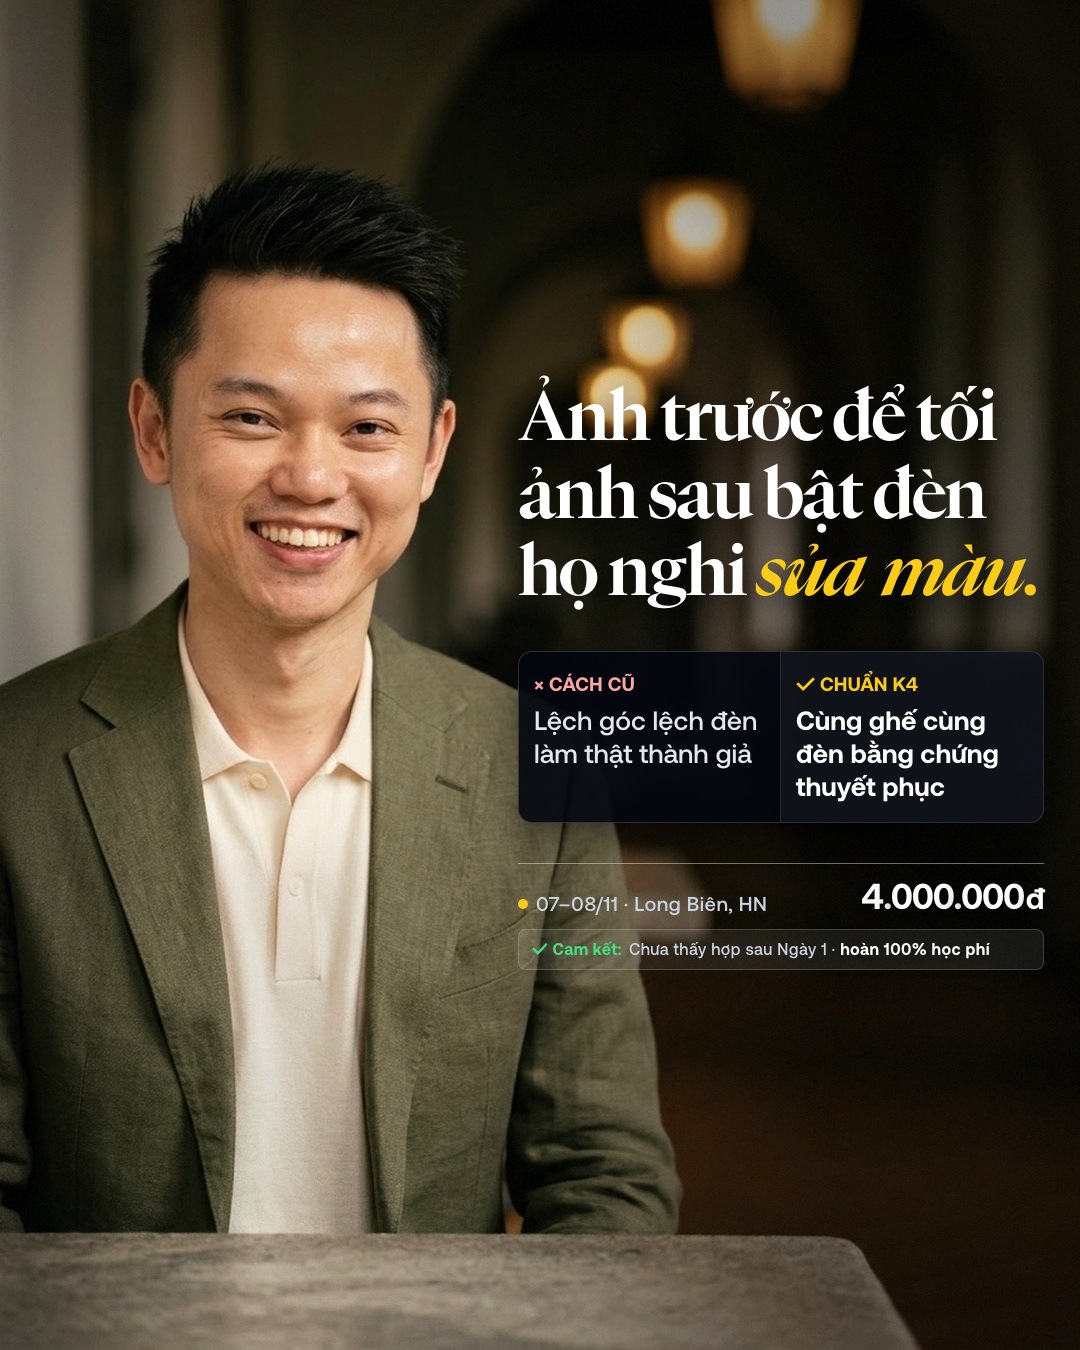 Ảnh trước để tối
ảnh sau bật đèn
họ nghi sửa màu.
× CÁCH CŨ
Lệch góc lệch đèn
làm thật thành giả
✓ CHUẨN K4
Cùng ghế cùng
đèn bằng chứng
thuyết phục
07–08/11 · Long Biên, HN
4.000.000đ
✓ Cam kết: Chưa thấy hợp sau Ngày 1 · hoàn 100% học phí